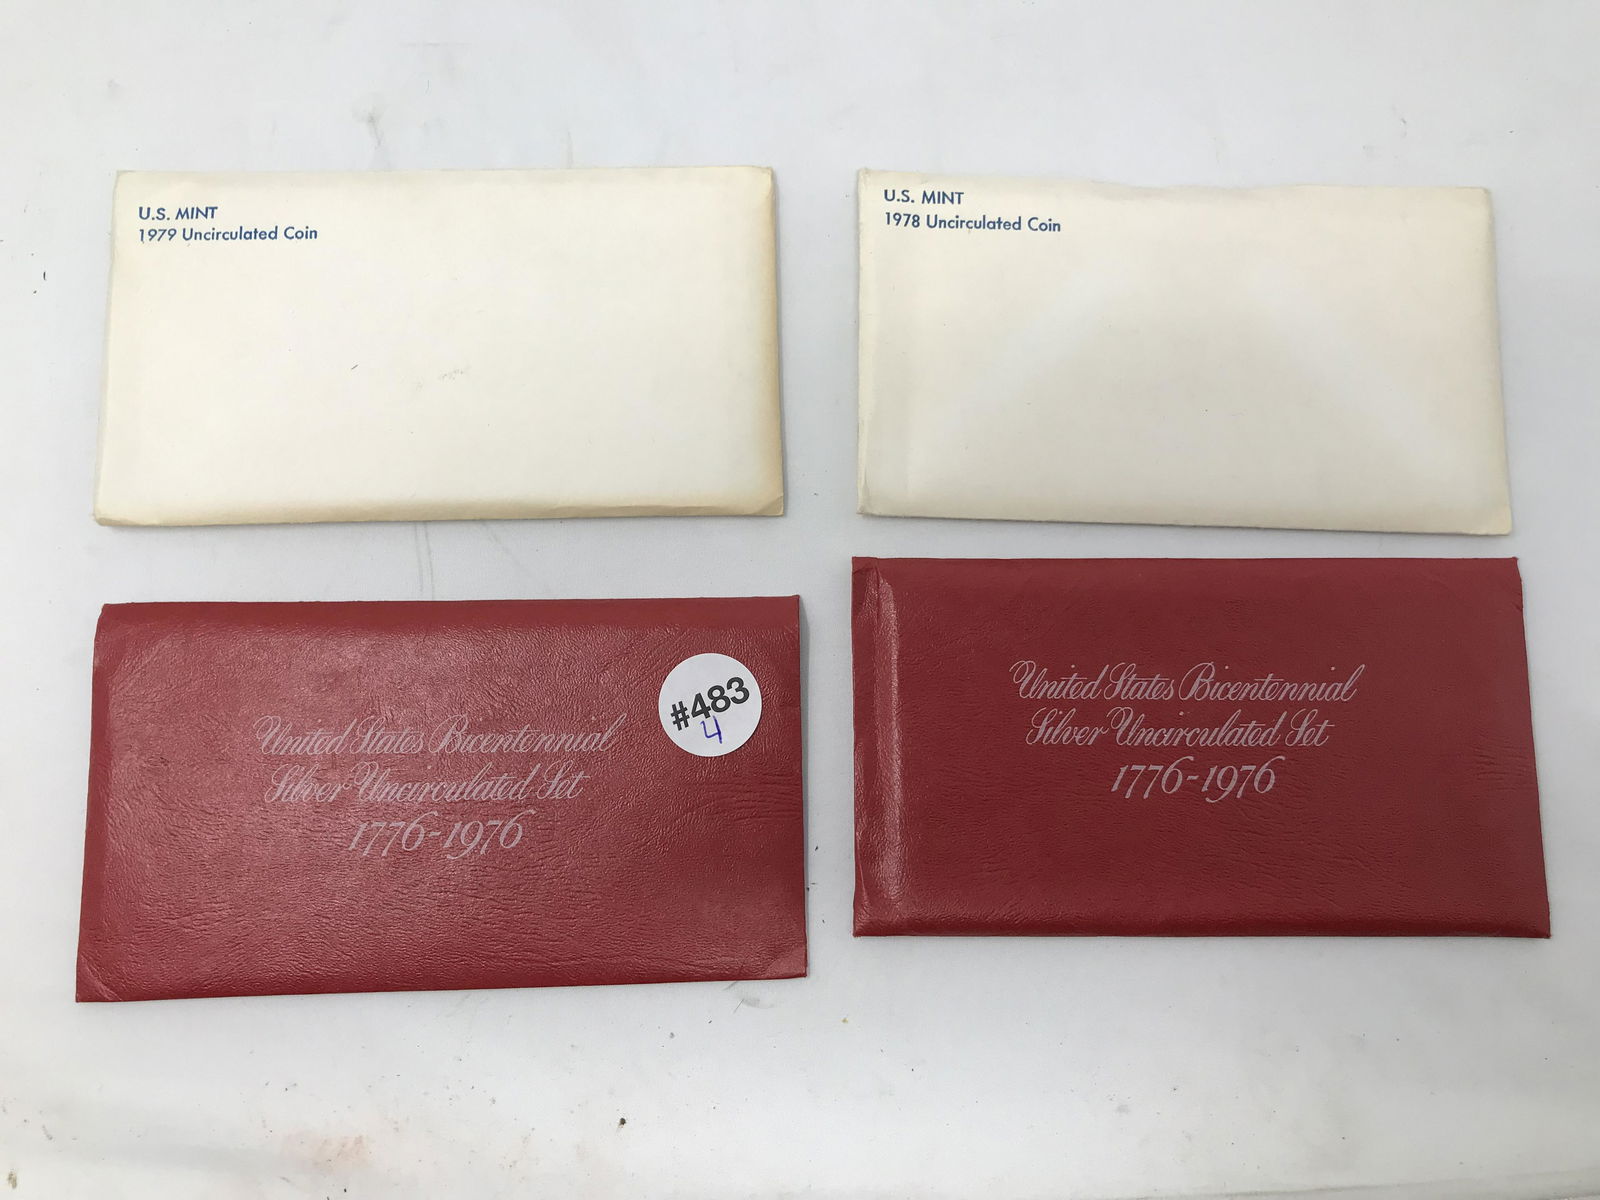 U.S. MINT
1979 Uncirculated Coin
U.S. MINT
1978 Uncirculated Coin
United States Bicentennial
Silver Uncirculated Set
1776-1976
#483
4
United States Bicentennial
Silver Uncirculated Set
1776-1976